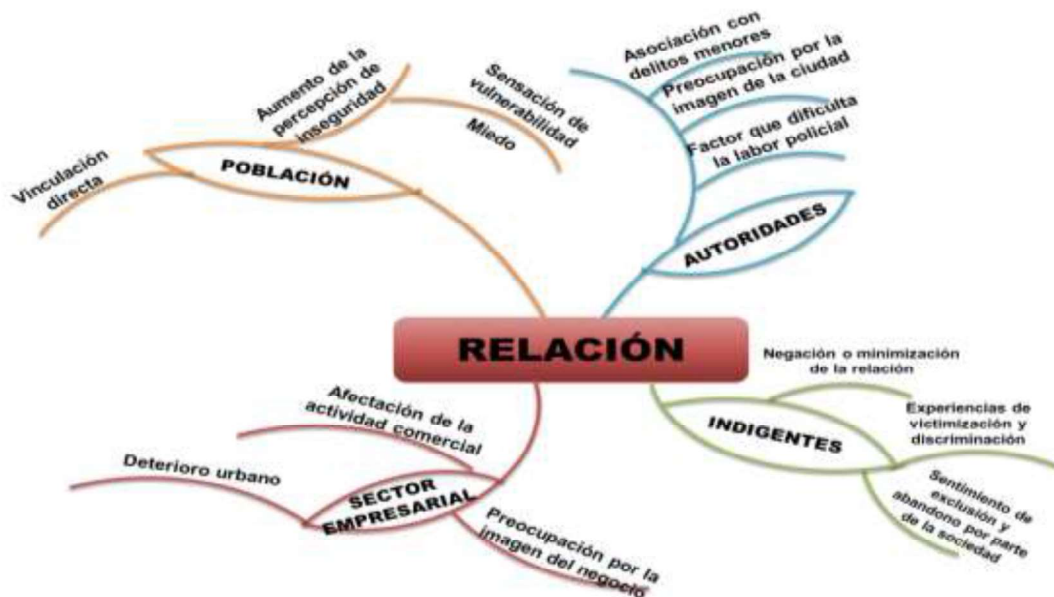 Vinculación
directa
POBLACIÓN
Aumento de la
percepción de
inseguridad
Sensación de
vulnerabilidad
Miedo
Asociación con
delitos menores
Preocupación por la
imagen de la ciudad
Factor que dificulta
la labor policial
AUTORIDADES
RELACIÓN
Negación o minimización
de la relación
INDIGENTES
Experiencias de
victimización y
discriminación
Sentimiento de
exclusión y
abandono por parte
de la sociedad
Afectación de la
actividad comercial
Deterioro urbano
SECTOR
EMPRESARIAL
Preocupación por la
imagen del negocio